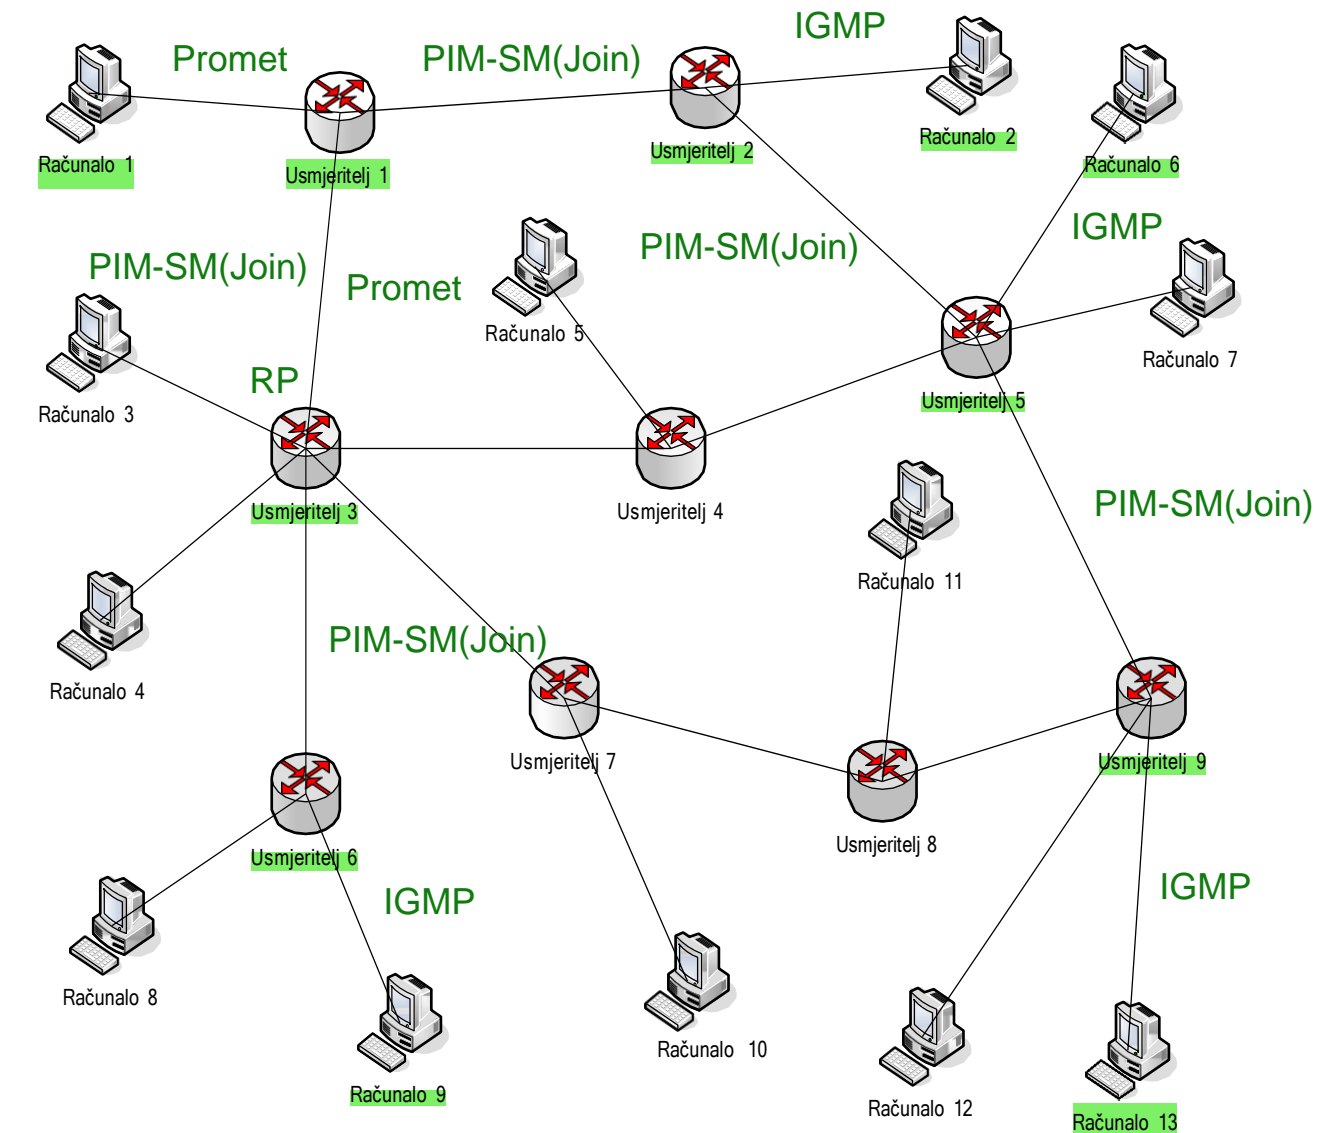 IGMP
Promet
PIM-SM(Join)
Računalo 1
Usmjeritelj 1
Usmjeritelj 2
Računalo 2
Računalo 6
IGMP
PIM-SM(Join)
PIM-SM(Join)
Promet
Računalo 5
Računalo 7
RP
Računalo 3
Usmjeritelj 5
Usmjeritelj 3
Usmjeritelj 4
PIM-SM(Join)
Računalo 11
PIM-SM(Join)
Računalo 4
Usmjeritelj 7
Usmjeritelj 9
Usmjeritelj 8
Usmjeritelj 6
IGMP
IGMP
Računalo 8
Računalo 10
Računalo 9
Računalo 12
Računalo 13